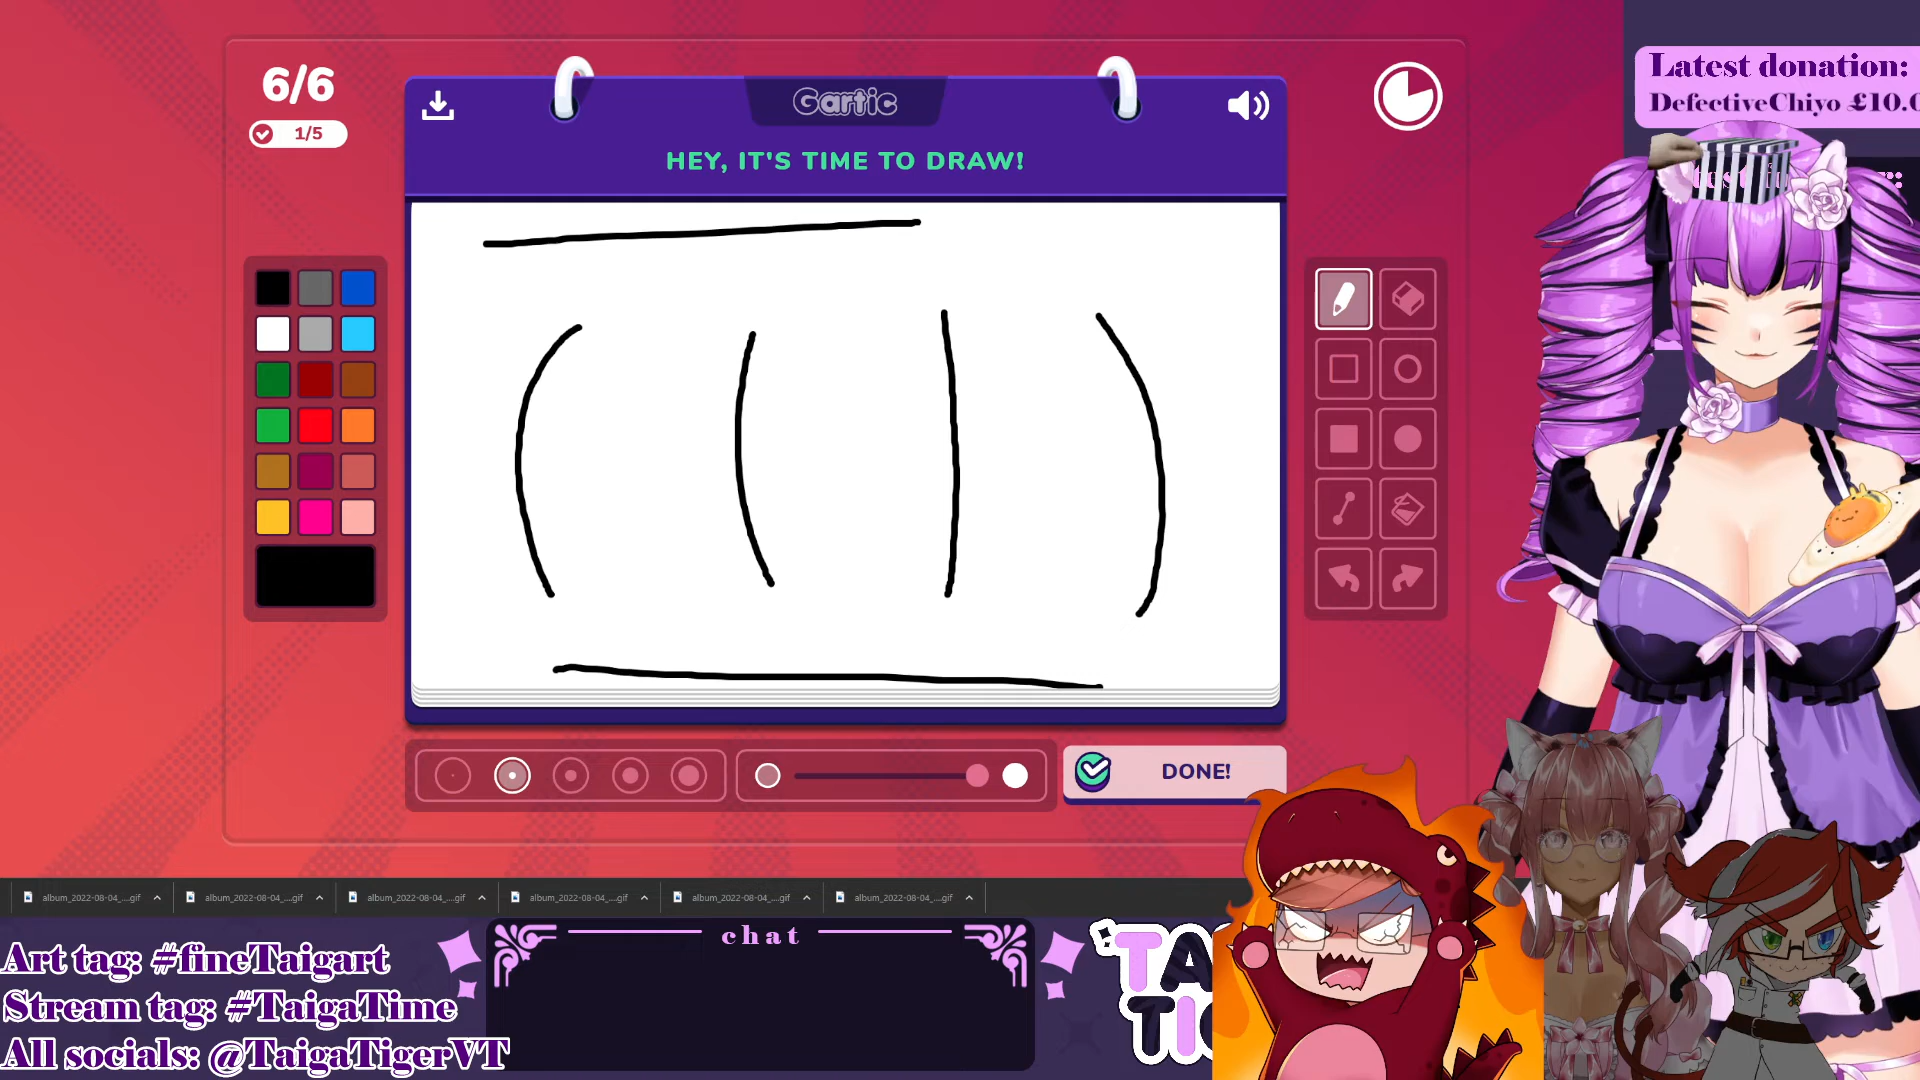 6/6
1/5
Gartic
HEY, IT'S TIME TO DRAW!
Latest donation:
DefectiveChiyo £10.0
DONE!
album_2022-08-04_....gif
album_2022-08-04_....gif
album_2022-08-04_....gif
album_2022-08-04_....gif
album_2022-08-04_....gif
album_2022-08-04_....gif
chat
Art tag: #fineTaigart
Stream tag: #TaigaTime
All socials: @TaigaTigerVT